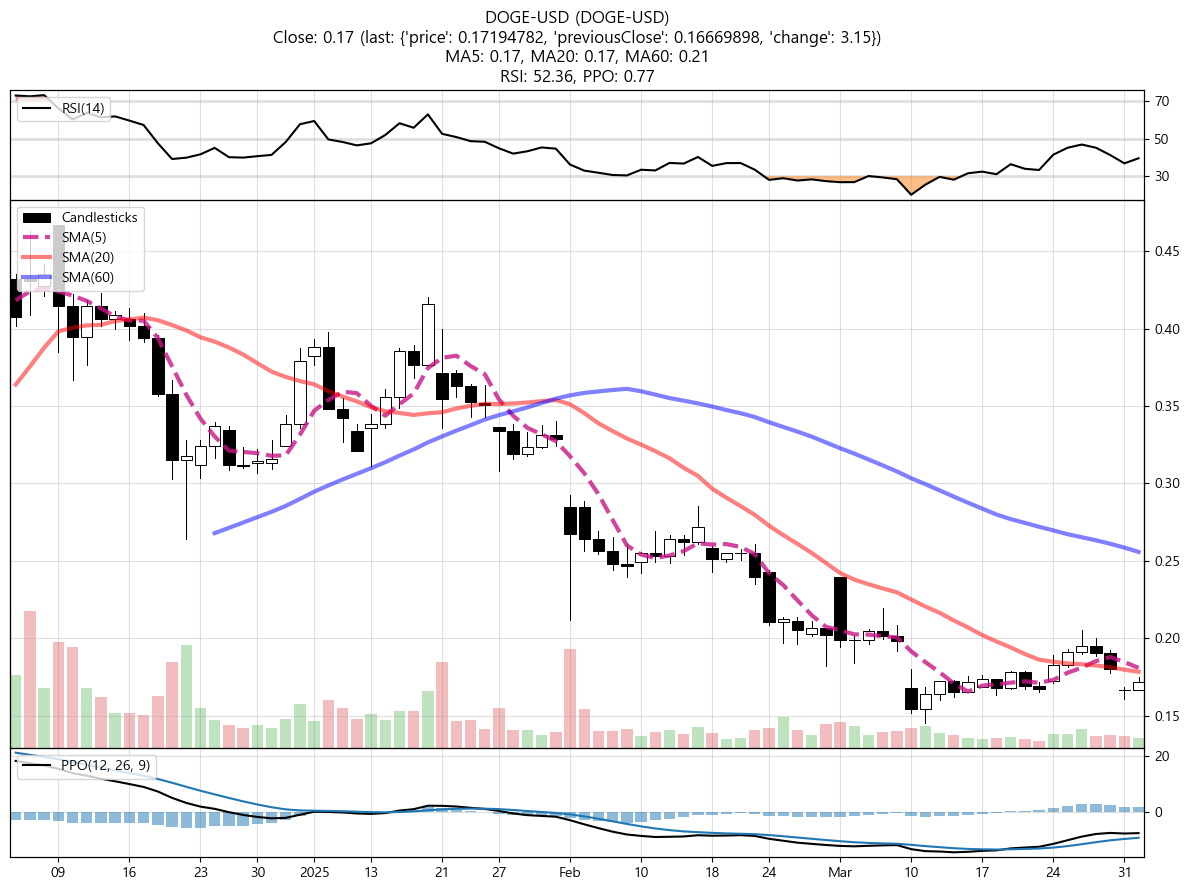 DOGE-USD (DOGE-USD)
Close: 0.17 (last: {'price': 0.17194782, 'previousClose': 0.16669898, 'change': 3.15})
MA5: 0.17, MA20: 0.17, MA60: 0.21
RSI: 52.36, PPO: 0.77
RSI(14)
70
50
30
Candlesticks
SMA(5)
SMA(20)
SMA(60)
0.45
0.40
0.35
0.30
0.25
0.20
0.15
PPO(12, 26, 9)
20
0
09 16 23 30 2025 13 21 27 Feb 10 18 24 Mar 10 17 24 31